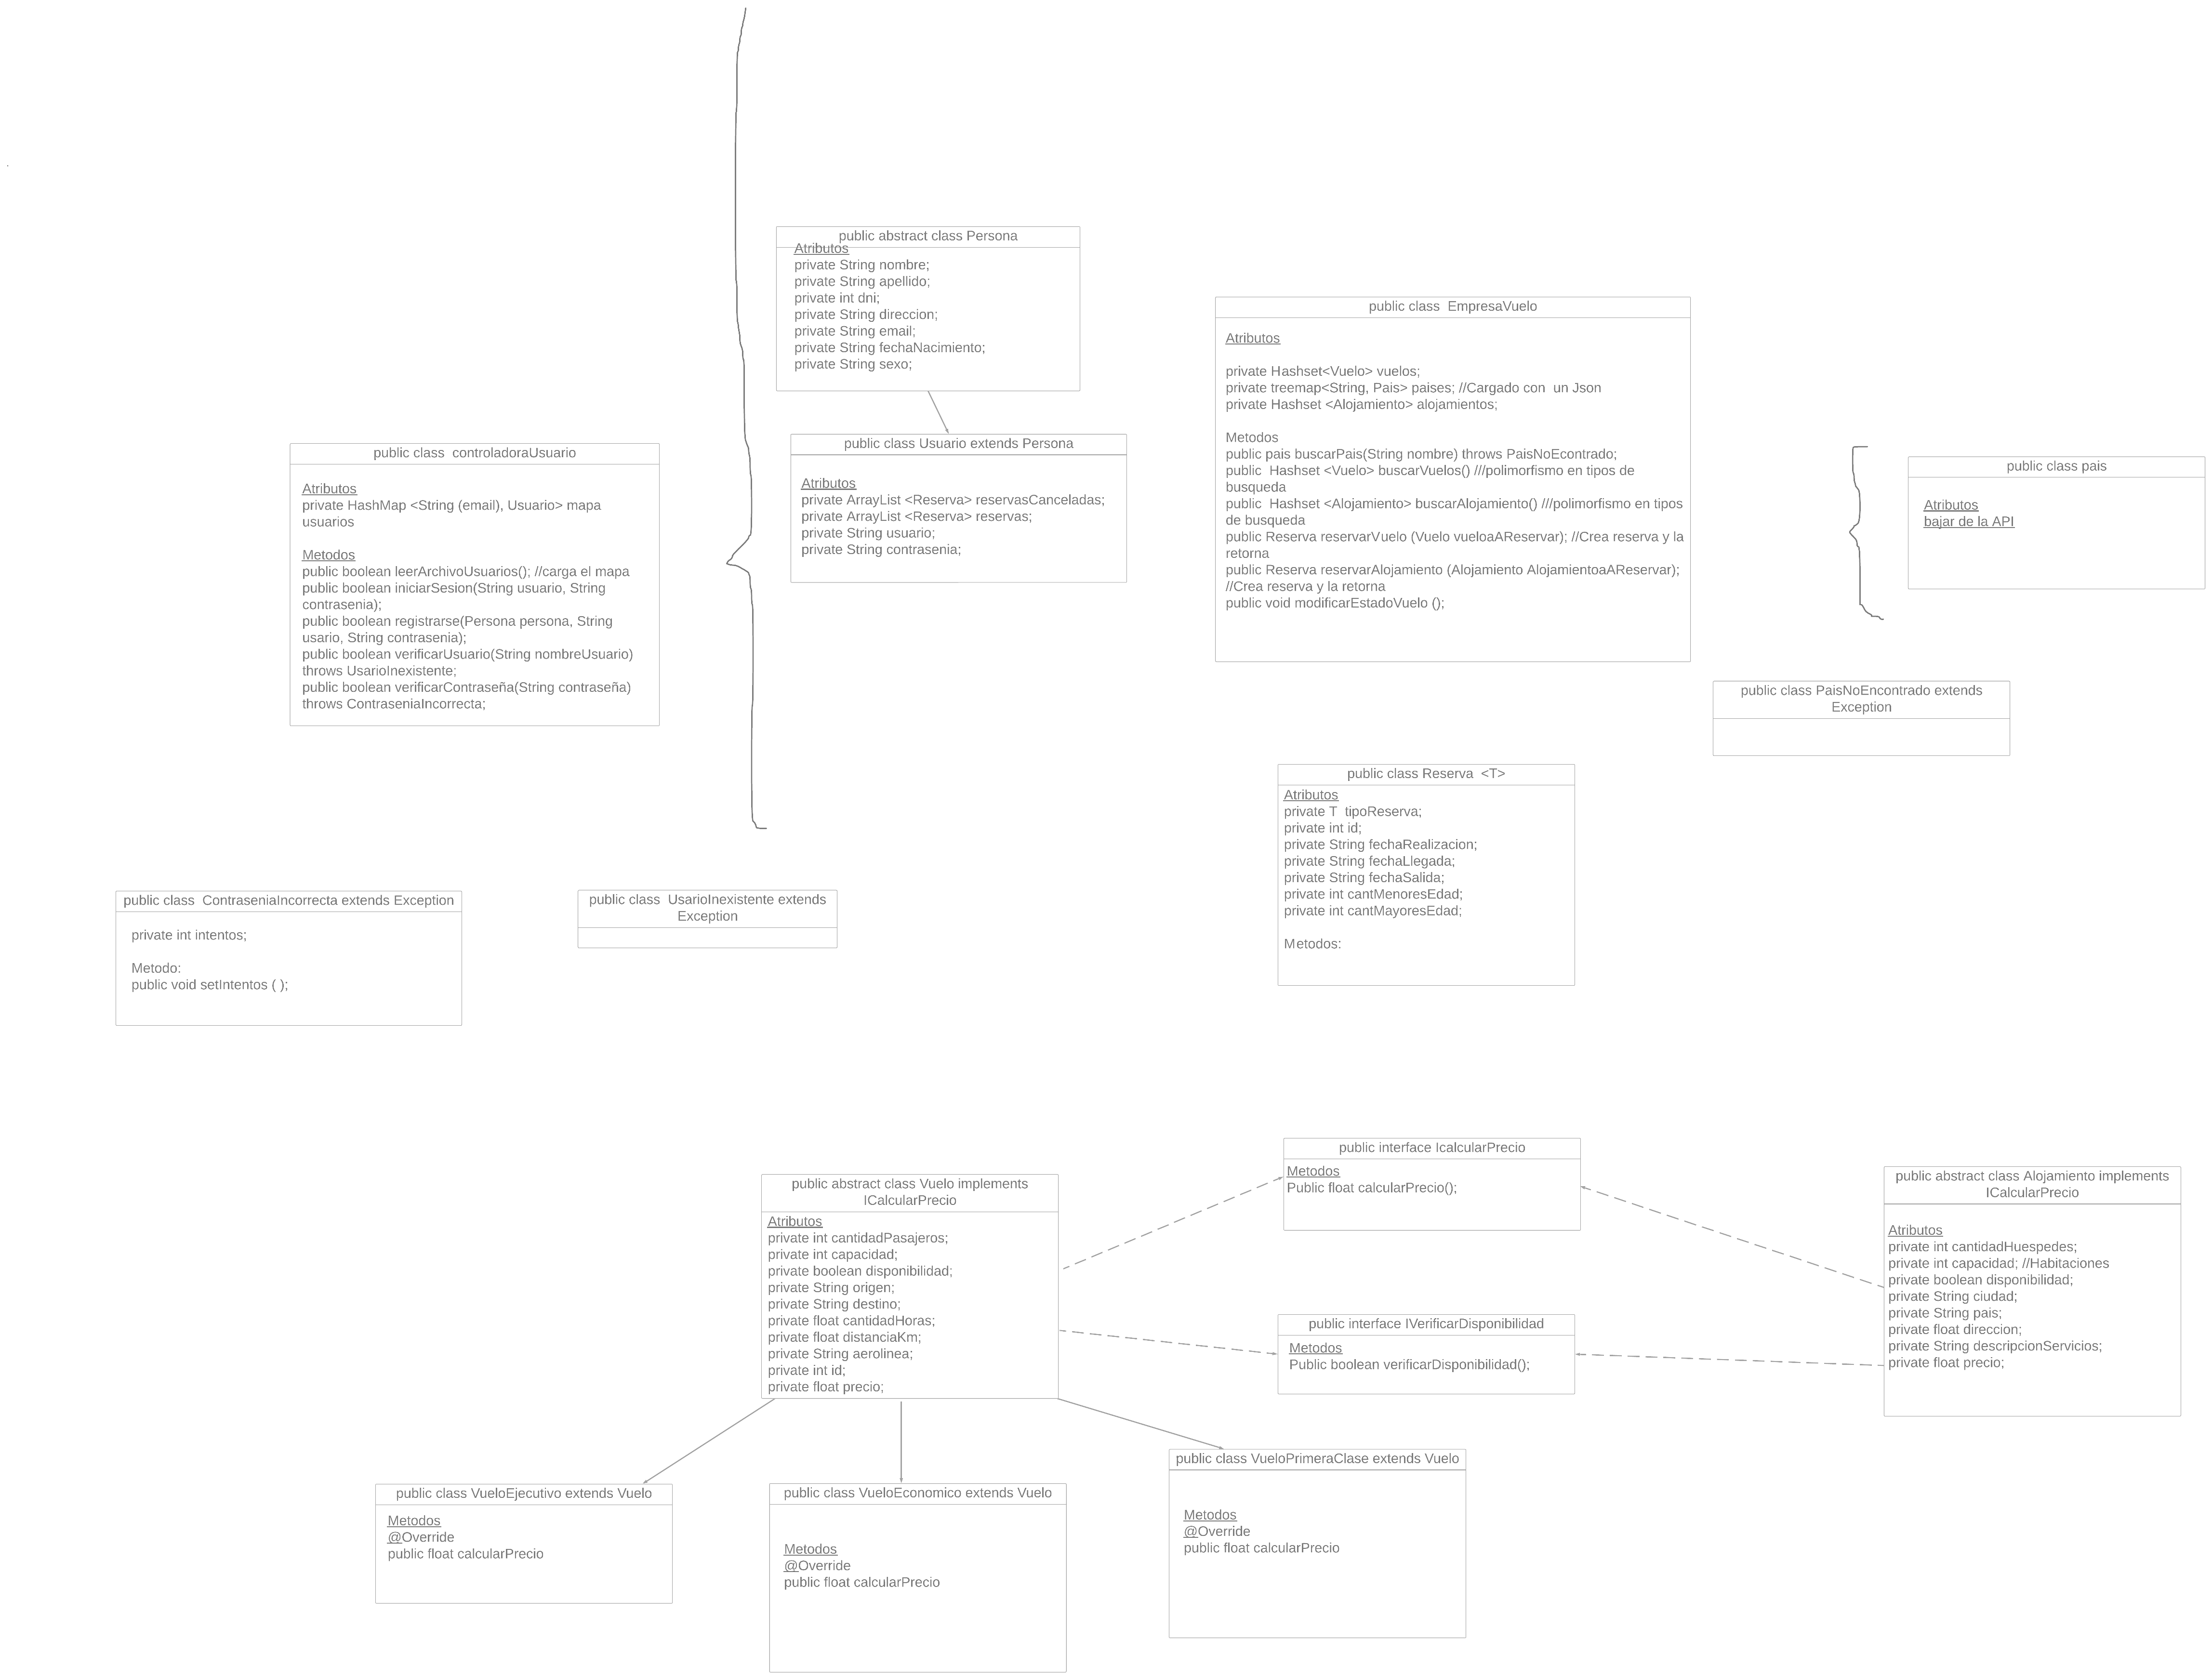 public abstract class Persona
Atributos
private String nombre;
private String apellido;
private int dni;
private String direccion;
private String email;
private String fechaNacimiento;
private String sexo;
public class  EmpresaVuelo
Atributos
private Hashset<Vuelo> vuelos;
private treemap<String, Pais> paises; //Cargado con  un Json
private Hashset <Alojamiento> alojamientos;
Metodos
public pais buscarPais(String nombre) throws PaisNoEcontrado;
public  Hashset <Vuelo> buscarVuelos() ///polimorfismo en tipos de
busqueda
public  Hashset <Alojamiento> buscarAlojamiento() ///polimorfismo en tipos
de busqueda
public Reserva reservarVuelo (Vuelo vueloaAReservar); //Crea reserva y la
retorna
public Reserva reservarAlojamiento (Alojamiento AlojamientoaAReservar);
//Crea reserva y la retorna
public void modificarEstadoVuelo ();
public class Usuario extends Persona
Atributos
private ArrayList <Reserva> reservasCanceladas;
private ArrayList <Reserva> reservas;
private String usuario;
private String contrasenia;
public class  controladoraUsuario
Atributos
private HashMap <String (email), Usuario> mapa
usuarios
Metodos
public boolean leerArchivoUsuarios(); //carga el mapa
public boolean iniciarSesion(String usuario, String
contrasenia);
public boolean registrarse(Persona persona, String
usario, String contrasenia);
public boolean verificarUsuario(String nombreUsuario)
throws UsarioInexistente;
public boolean verificarContraseña(String contraseña)
throws ContraseniaIncorrecta;
public class pais
Atributos
bajar de la API
public class PaisNoEncontrado extends
Exception
public class Reserva  <T>
Atributos
private T  tipoReserva;
private int id;
private String fechaRealizacion;
private String fechaLlegada;
private String fechaSalida;
private int cantMenoresEdad;
private int cantMayoresEdad;
Metodos:
public class  ContraseniaIncorrecta extends Exception
private int intentos;
Metodo:
public void setIntentos ( );
public class  UsarioInexistente extends
Exception
public interface IcalcularPrecio
Metodos
Public float calcularPrecio();
public abstract class Vuelo implements
ICalcularPrecio
Atributos
private int cantidadPasajeros;
private int capacidad;
private boolean disponibilidad;
private String origen;
private String destino;
private float cantidadHoras;
private float distanciaKm;
private String aerolinea;
private int id;
private float precio;
public abstract class Alojamiento implements
ICalcularPrecio
Atributos
private int cantidadHuespedes;
private int capacidad; //Habitaciones
private boolean disponibilidad;
private String ciudad;
private String pais;
private float direccion;
private String descripcionServicios;
private float precio;
public interface IVerificarDisponibilidad
Metodos
Public boolean verificarDisponibilidad();
public class VueloEjecutivo extends Vuelo
Metodos
@Override
public float calcularPrecio
public class VueloEconomico extends Vuelo
Metodos
@Override
public float calcularPrecio
public class VueloPrimeraClase extends Vuelo
Metodos
@Override
public float calcularPrecio